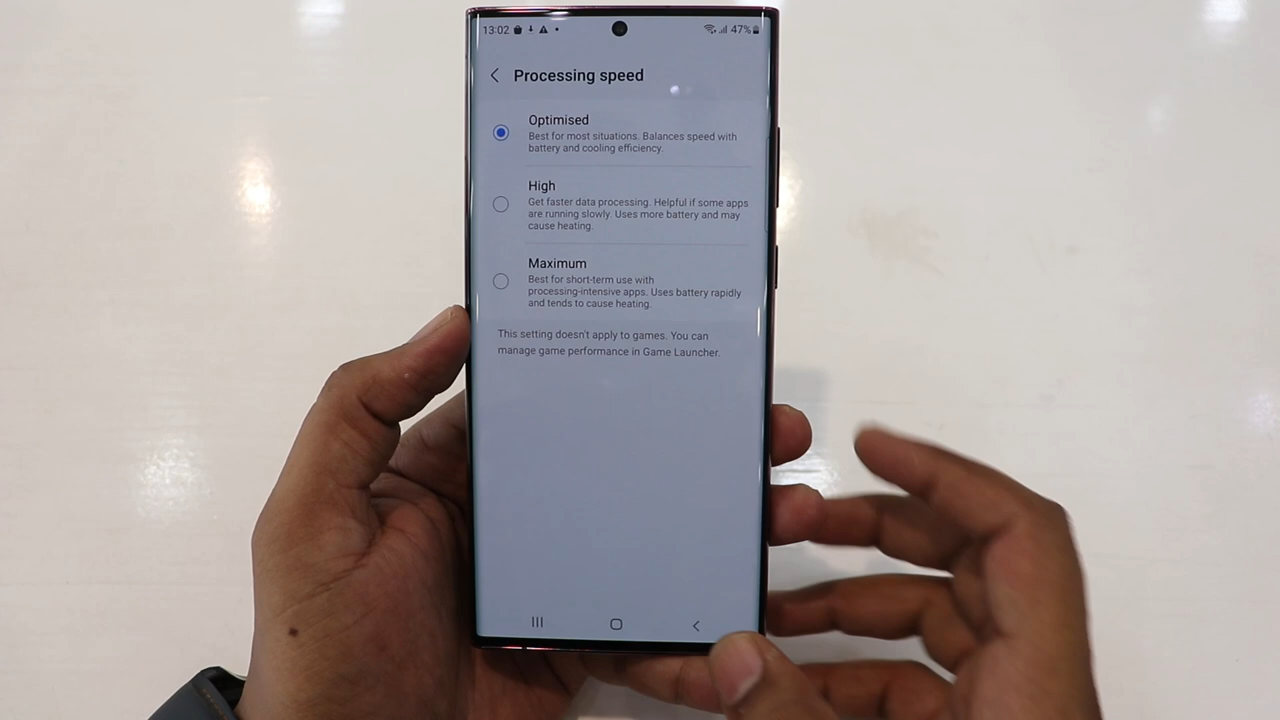 13:02 47%
Processing speed
Optimised
Best for most situations. Balances speed with
battery and cooling efficiency.
High
Get faster data processing. Helpful if some apps
are running slowly. Uses more battery and may
cause heating.
Maximum
Best for short-term use with
processing-intensive apps. Uses battery rapidly
and tends to cause heating.
This setting doesn't apply to games. You can
manage game performance in Game Launcher.